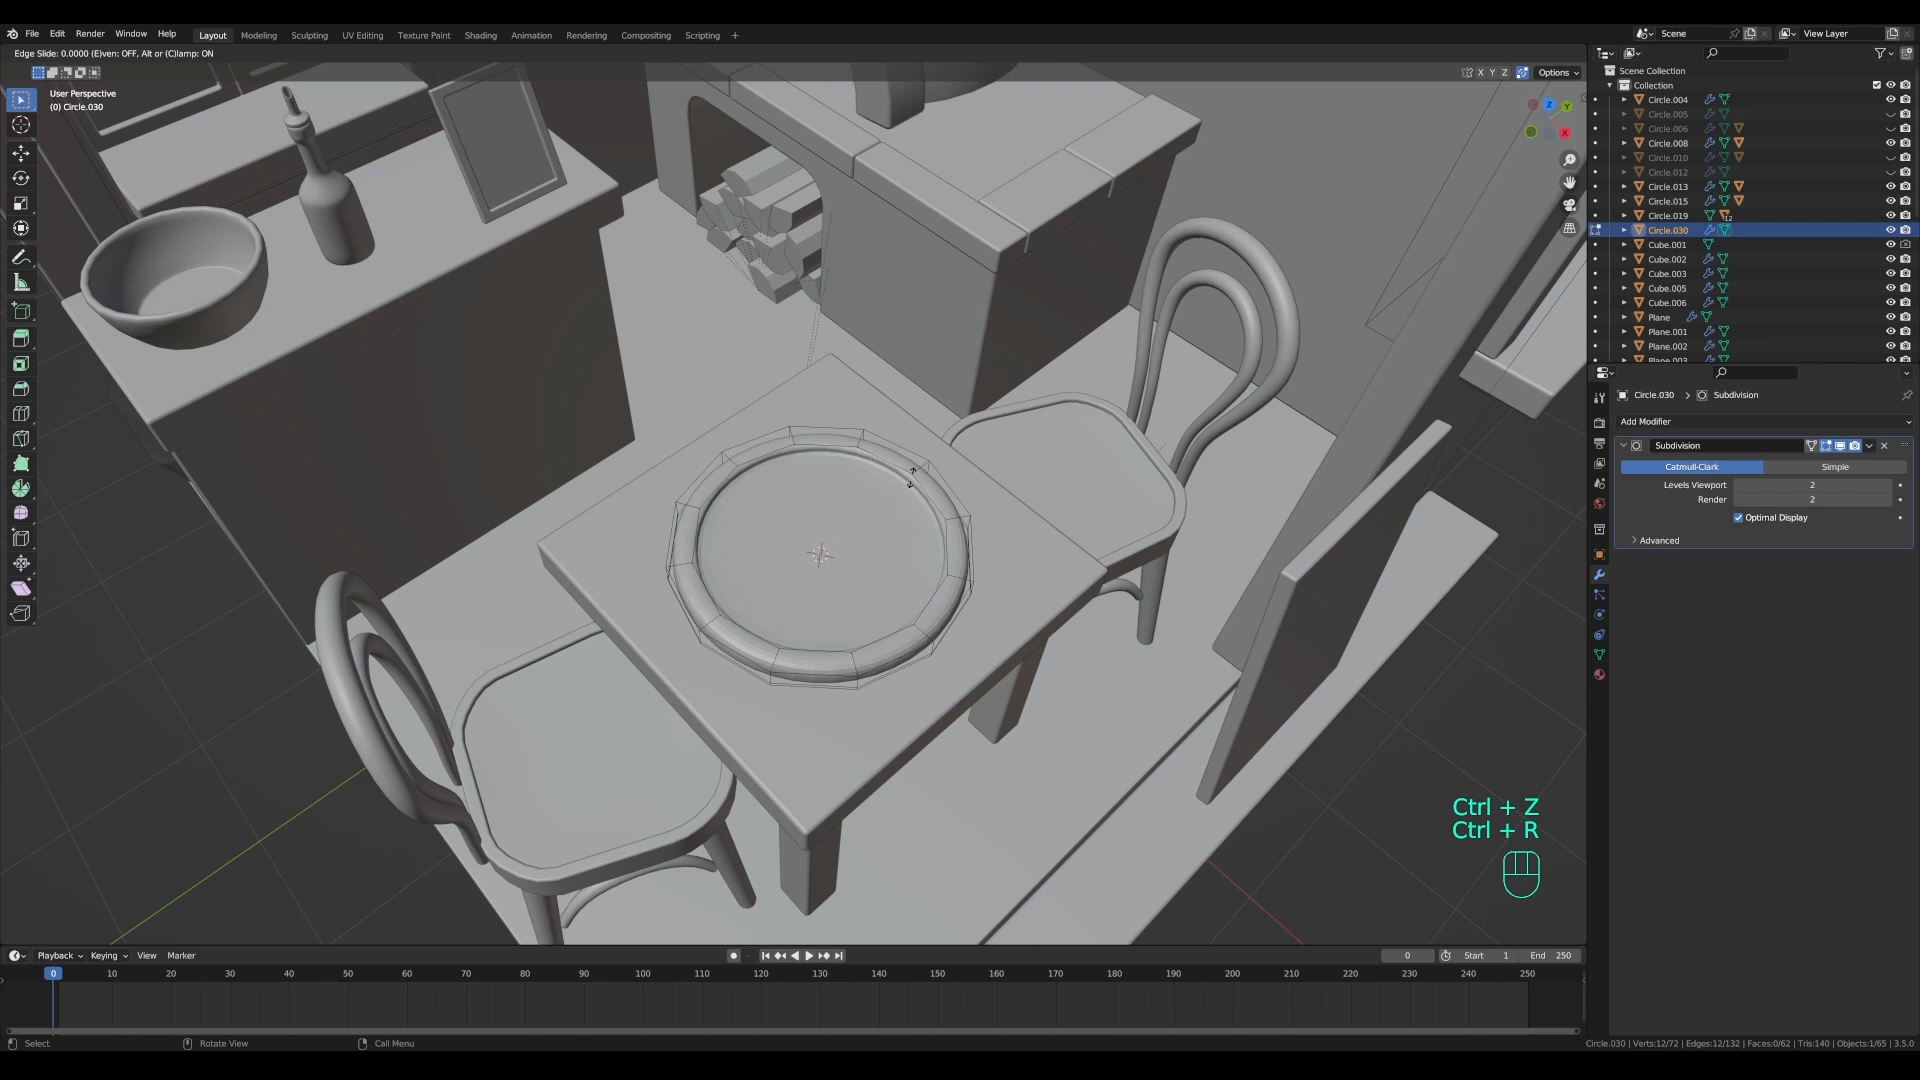 File Edit Render Window Help Layout Modeling Sculpting UV Editing Texture Paint Shading Animation Rendering Compositing Scripting + Scene View Layer
Edge Slide: 0.0000 (E)ven: OFF, Alt or (C)lamp: ON
X Y Z Options
User Perspective
(0) Circle.030
Z Y X
Scene Collection
Collection
Circle.004
Circle.005
Circle.006
Circle.008
Circle.010
Circle.012
Circle.013
Circle.015
Circle.019 12
Circle.030
Cube.001
Cube.002
Cube.003
Cube.005
Cube.006
Plane
Plane.001
Plane.002
Plane.003
Circle.030 > Subdivision
Add Modifier
Subdivision
Catmull-Clark Simple
Levels Viewport 2
Render 2
Optimal Display
Advanced
Ctrl + Z
Ctrl + R
Playback Keying View Marker 0 Start 1 End 250
0 10 20 30 40 50 60 70 80 90 100 110 120 130 140 150 160 170 180 190 200 210 220 230 240 250
Select Rotate View Call Menu Circle.030 | Verts:12/72 | Edges:12/132 | Faces:0/62 | Tris:140 | Objects:1/65 | 3.5.0